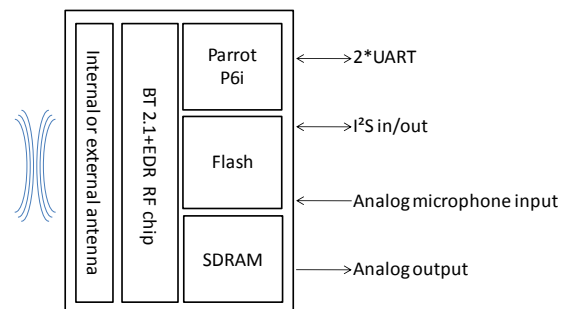 Internal or external antenna
BT 2.1+EDR RF chip
Parrot
P6i
Flash
SDRAM
2*UART
I²S in/out
Analog microphone input
Analog output